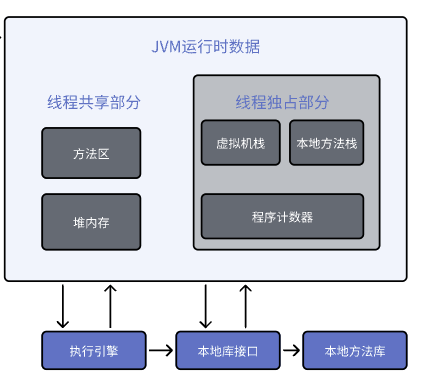 JVM运行时数据
线程共享部分
线程独占部分
方法区
虚拟机栈
本地方法栈
堆内存
程序计数器
执行引擎
本地库接口
本地方法库